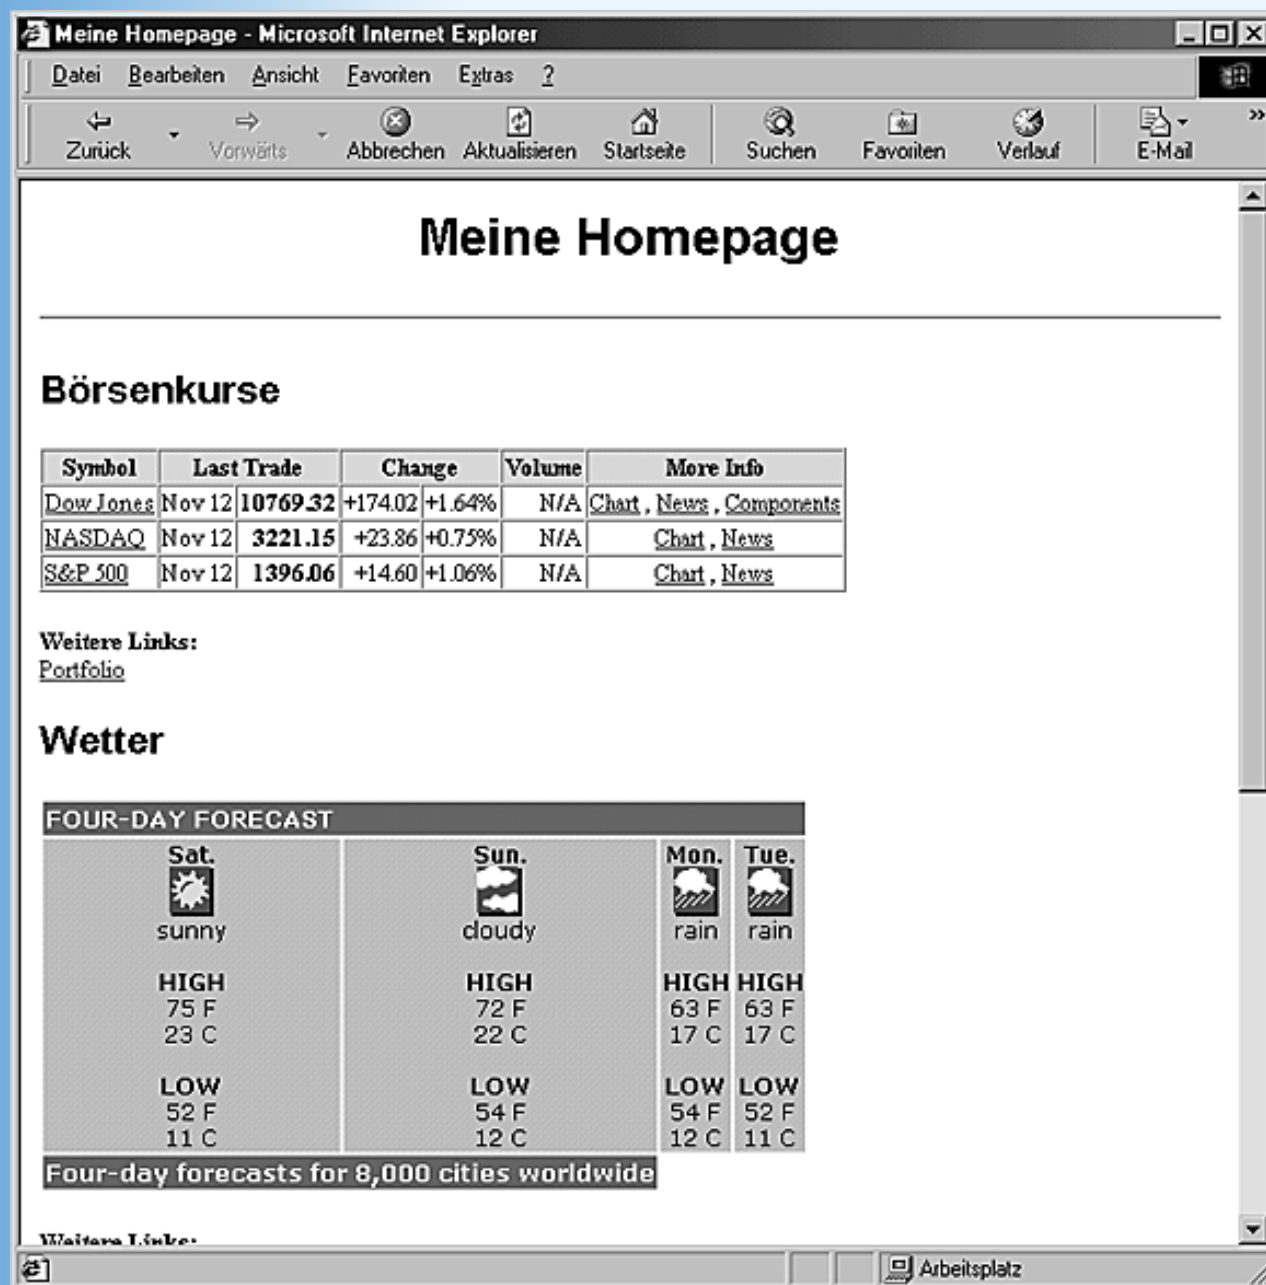 Meine Homepage - Microsoft Internet Explorer
Datei Bearbeiten Ansicht Favoriten Extras ?
Zurück Vorwärts Abbrechen Aktualisieren Startseite Suchen Favoriten Verlauf E-Mail »
Meine Homepage
Börsenkurse
Symbol Last Trade Change Volume More Info
Dow Jones Nov 12 10769.32 +174.02 +1.64% N/A Chart , News , Components
NASDAQ Nov 12 3221.15 +23.86 +0.75% N/A Chart , News
S&P 500 Nov 12 1396.06 +14.60 +1.06% N/A Chart , News
Weitere Links:
Portfolio
Wetter
FOUR-DAY FORECAST
Sat. Sun. Mon. Tue.
sunny cloudy rain rain
HIGH HIGH HIGH HIGH
75 F 72 F 63 F 63 F
23 C 22 C 17 C 17 C
LOW LOW LOW LOW
52 F 54 F 54 F 52 F
11 C 12 C 12 C 11 C
Four-day forecasts for 8,000 cities worldwide
Weitere Links:
Arbeitsplatz